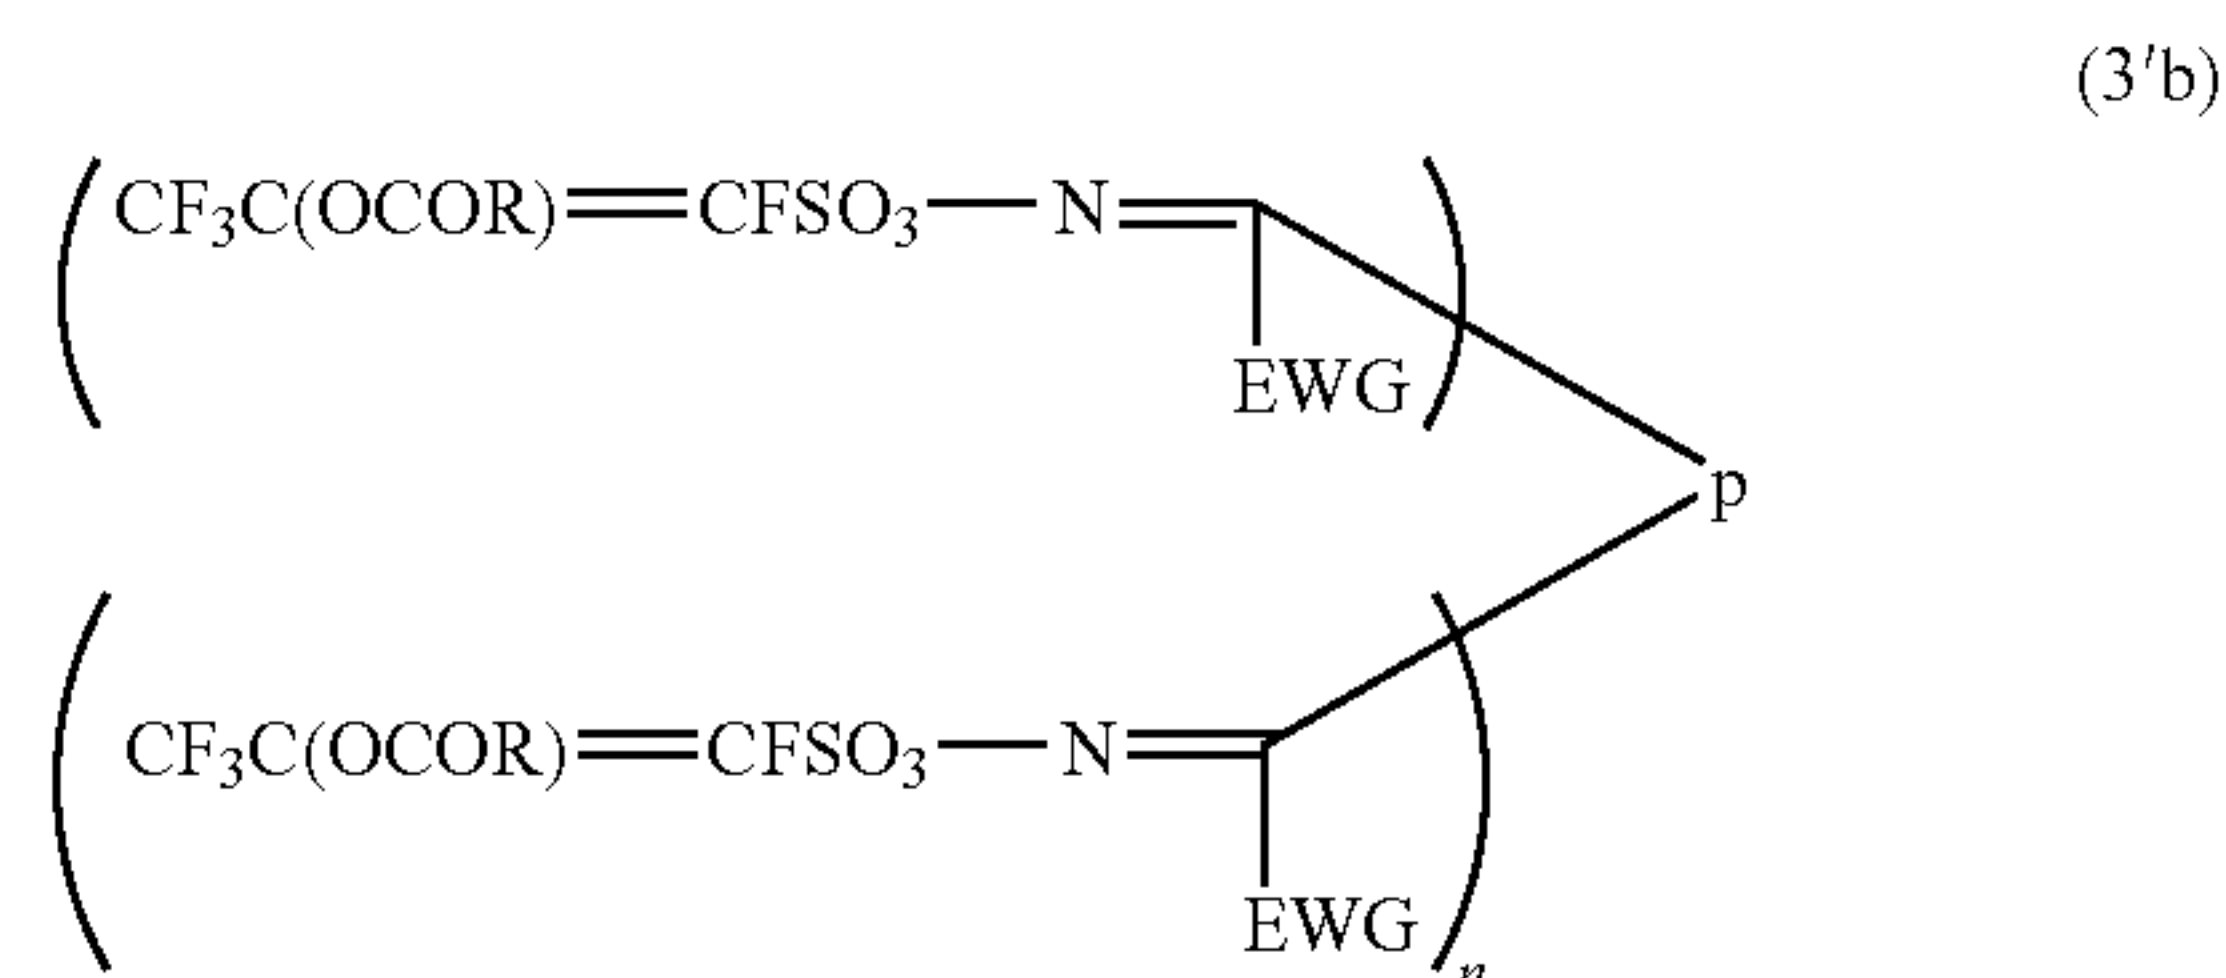 (3'b)
CF3C(OCOR)=CFSO3—N=
EWG
p
CF3C(OCOR)=CFSO3—N=
EWG
n